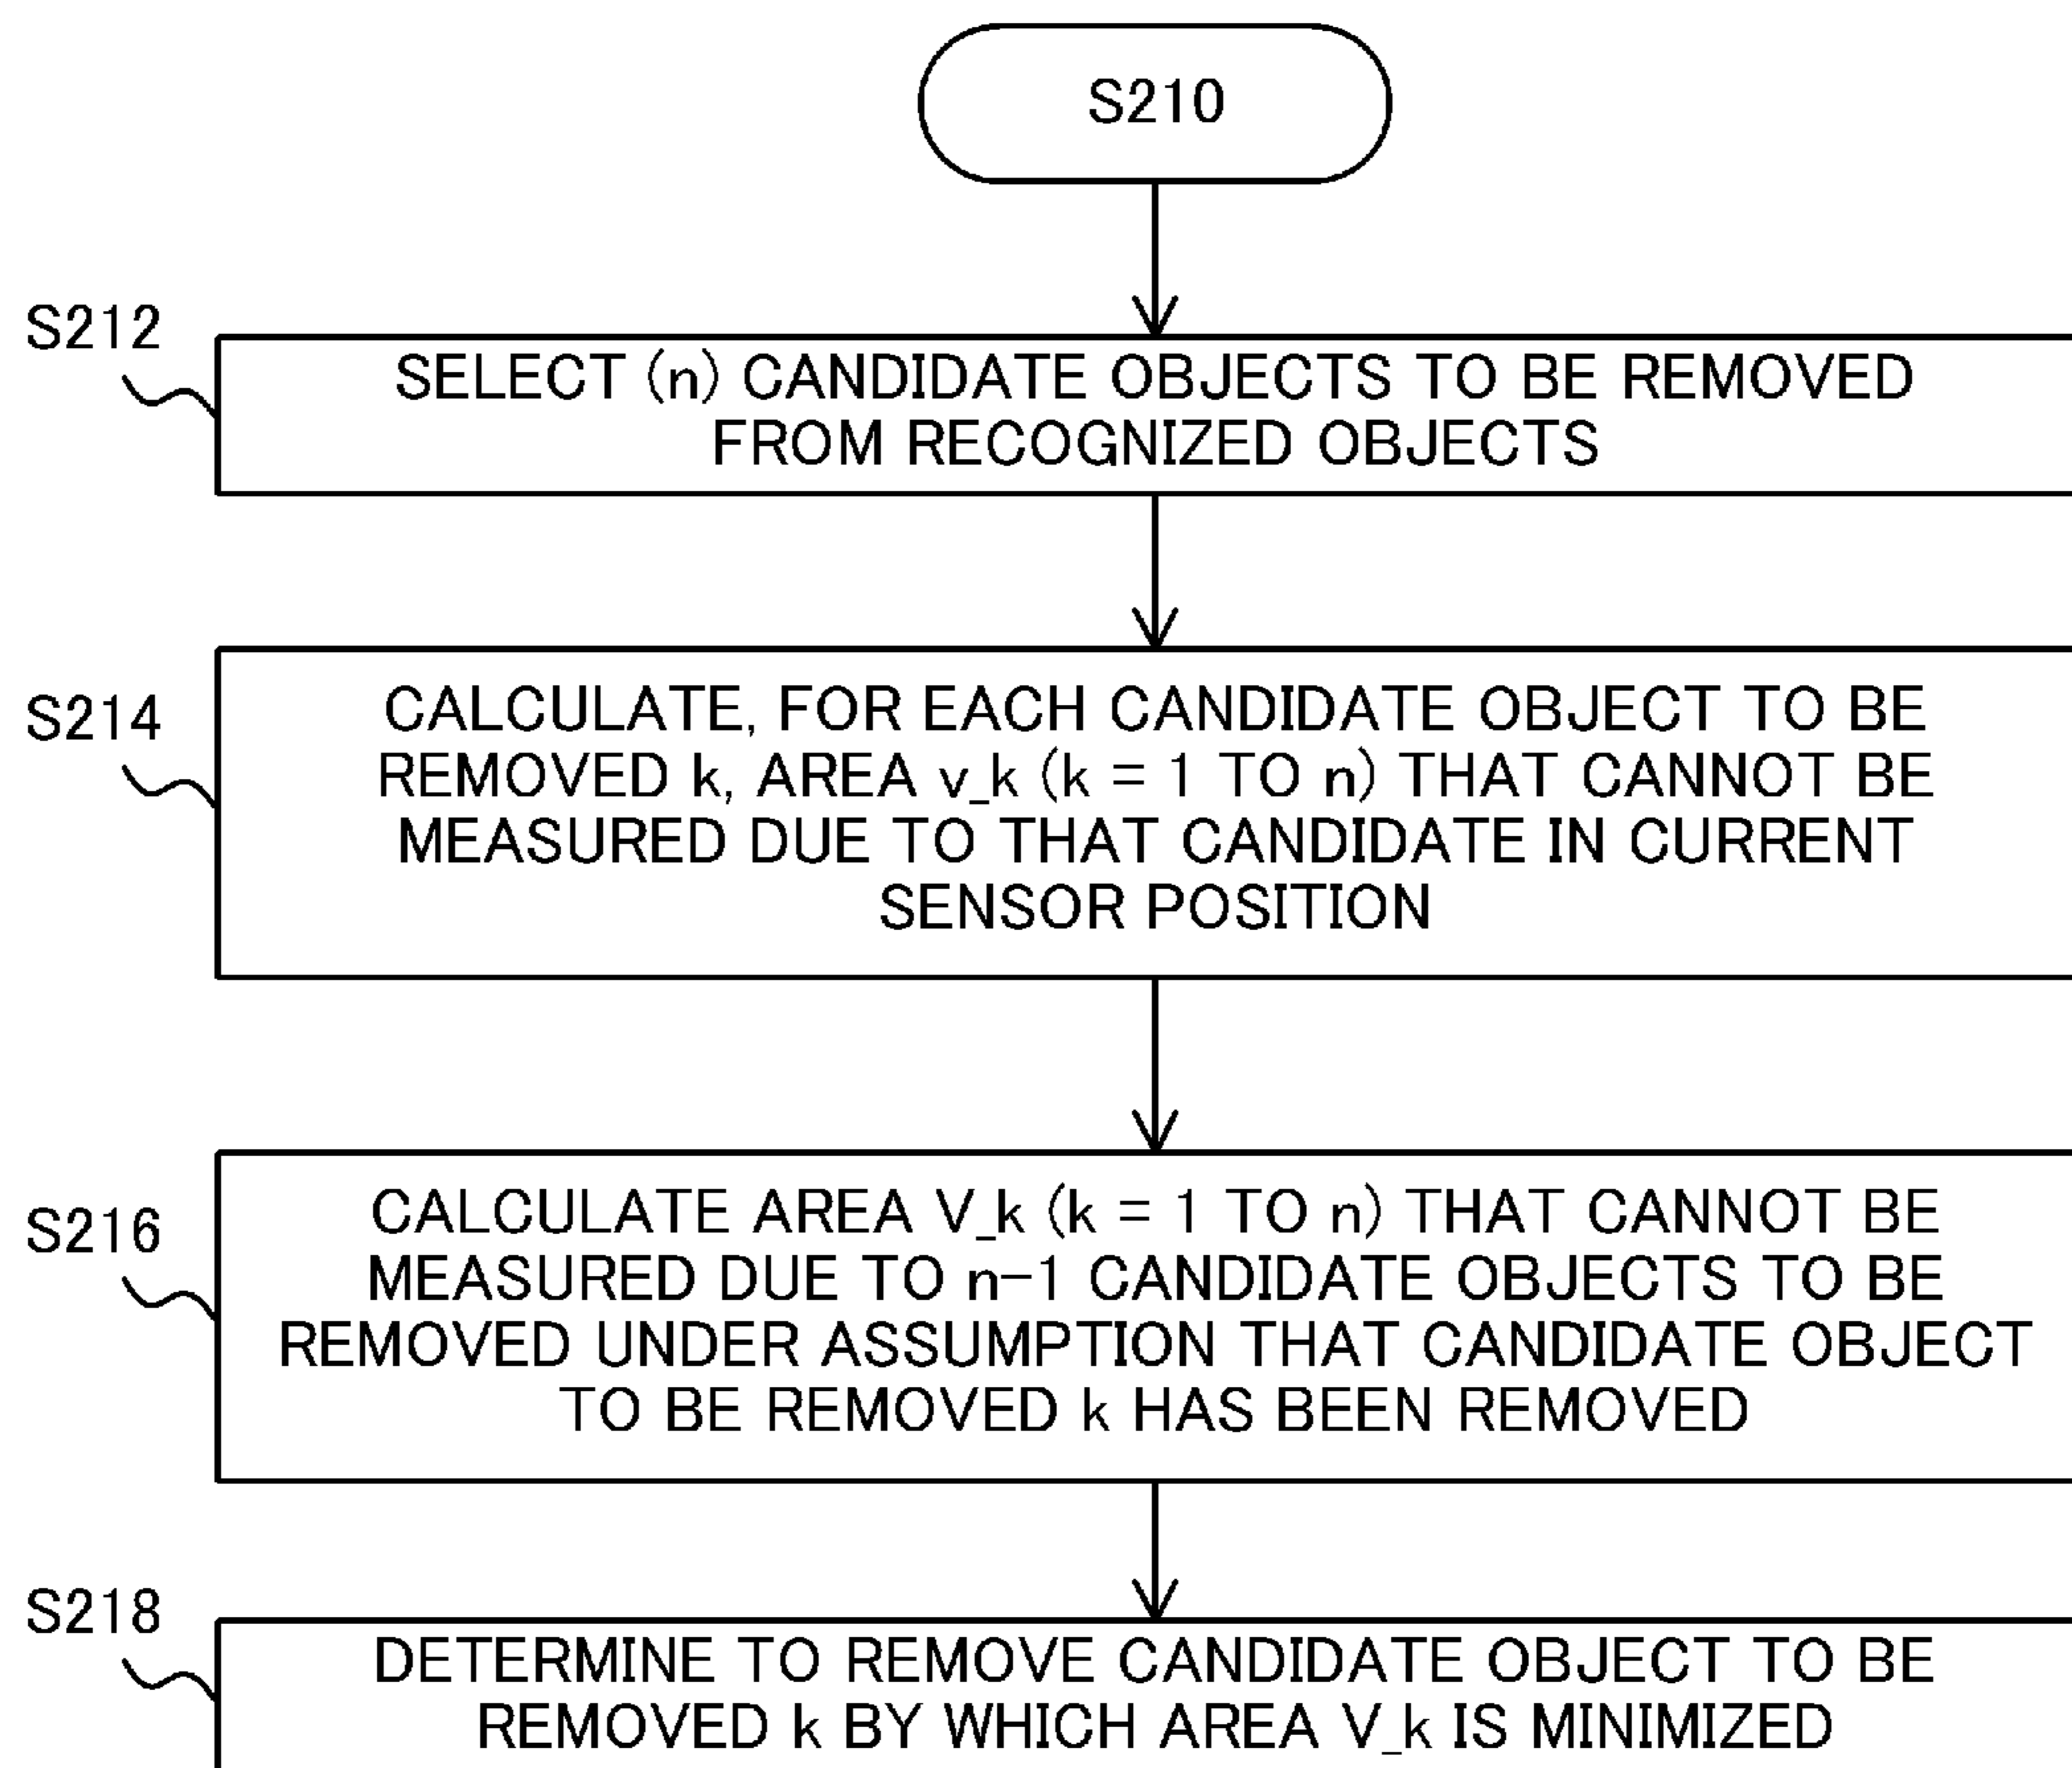 S210
S212
SELECT (n) CANDIDATE OBJECTS TO BE REMOVED
FROM RECOGNIZED OBJECTS
S214
CALCULATE, FOR EACH CANDIDATE OBJECT TO BE
REMOVED k, AREA v_k (k = 1 TO n) THAT CANNOT BE
MEASURED DUE TO THAT CANDIDATE IN CURRENT
SENSOR POSITION
S216
CALCULATE AREA V_k (k = 1 TO n) THAT CANNOT BE
MEASURED DUE TO n−1 CANDIDATE OBJECTS TO BE
REMOVED UNDER ASSUMPTION THAT CANDIDATE OBJECT
TO BE REMOVED k HAS BEEN REMOVED
S218
DETERMINE TO REMOVE CANDIDATE OBJECT TO BE
REMOVED k BY WHICH AREA V_k IS MINIMIZED